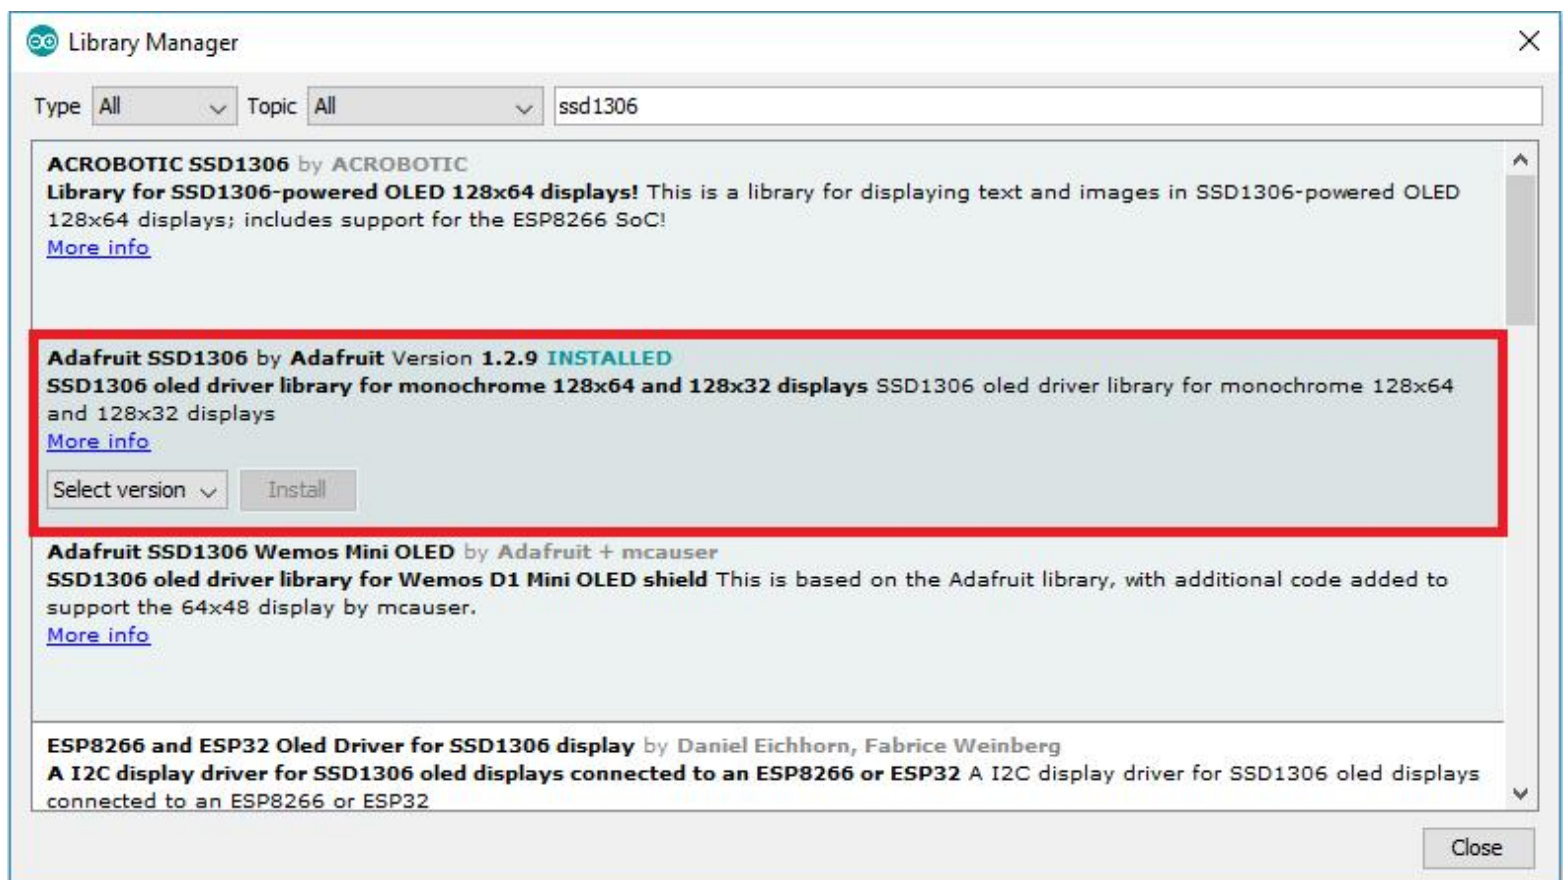 Library Manager
Type All Topic All ssd1306
ACROBOTIC SSD1306 by ACROBOTIC
Library for SSD1306-powered OLED 128x64 displays! This is a library for displaying text and images in SSD1306-powered OLED
128x64 displays; includes support for the ESP8266 SoC!
More info
Adafruit SSD1306 by Adafruit Version 1.2.9 INSTALLED
SSD1306 oled driver library for monochrome 128x64 and 128x32 displays SSD1306 oled driver library for monochrome 128x64
and 128x32 displays
More info
Select version Install
Adafruit SSD1306 Wemos Mini OLED by Adafruit + mcauser
SSD1306 oled driver library for Wemos D1 Mini OLED shield This is based on the Adafruit library, with additional code added to
support the 64x48 display by mcauser.
More info
ESP8266 and ESP32 Oled Driver for SSD1306 display by Daniel Eichhorn, Fabrice Weinberg
A I2C display driver for SSD1306 oled displays connected to an ESP8266 or ESP32 A I2C display driver for SSD1306 oled displays
connected to an ESP8266 or ESP32
Close